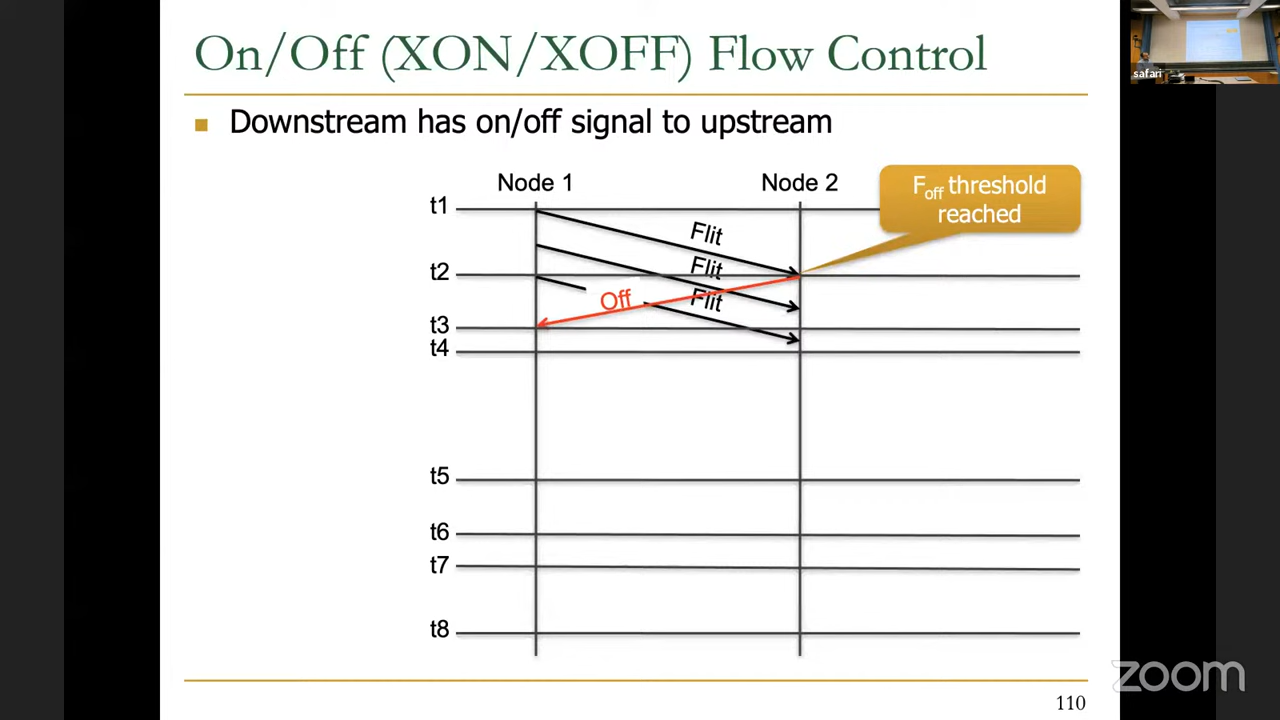 On/Off (XON/XOFF) Flow Control
safari
Downstream has on/off signal to upstream
Node 1
Node 2
Foff threshold
reached
t1
Flit
t2
Flit
Off
Flit
t3
t4
t5
t6
t7
t8
zoom
110